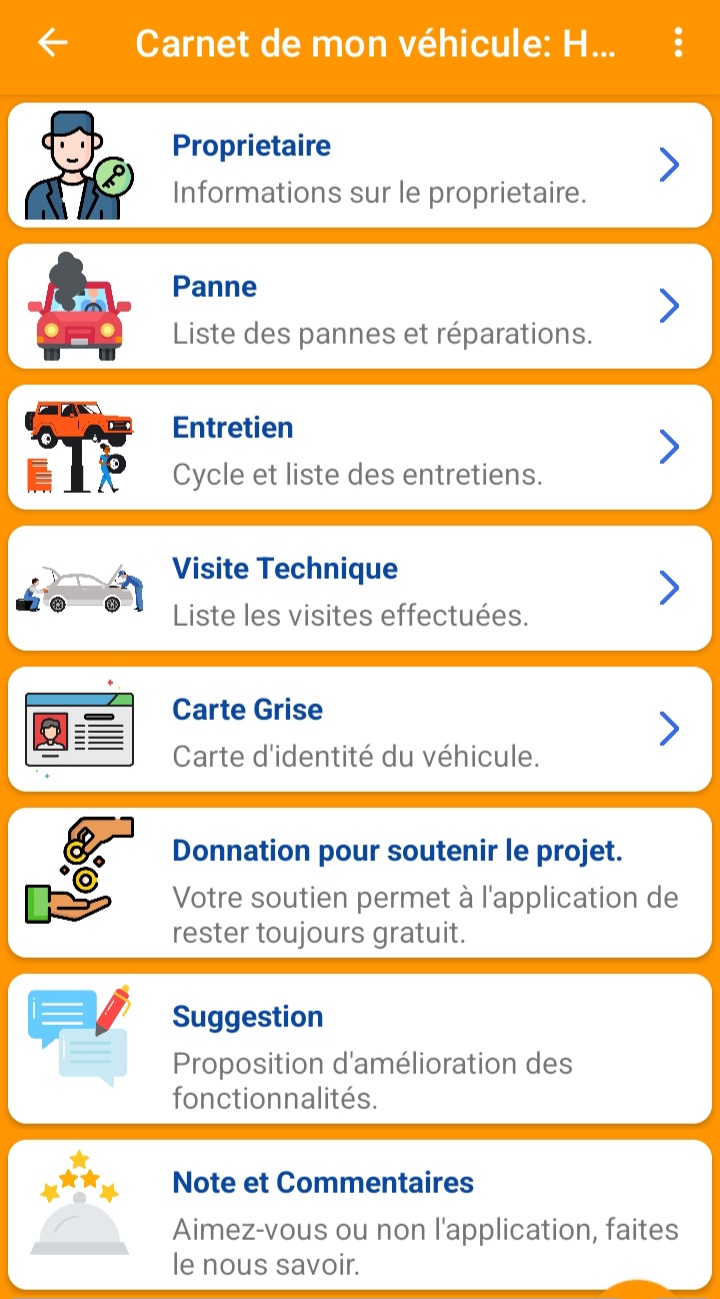 Carnet de mon véhicule: H...
Proprietaire
Informations sur le proprietaire.
Panne
Liste des pannes et réparations.
Entretien
Cycle et liste des entretiens.
Visite Technique
Liste les visites effectuées.
Carte Grise
Carte d'identité du véhicule.
Donnation pour soutenir le projet.
Votre soutien permet à l'application de
rester toujours gratuit.
Suggestion
Proposition d'amélioration des
fonctionnalités.
Note et Commentaires
Aimez-vous ou non l'application, faites
le nous savoir.